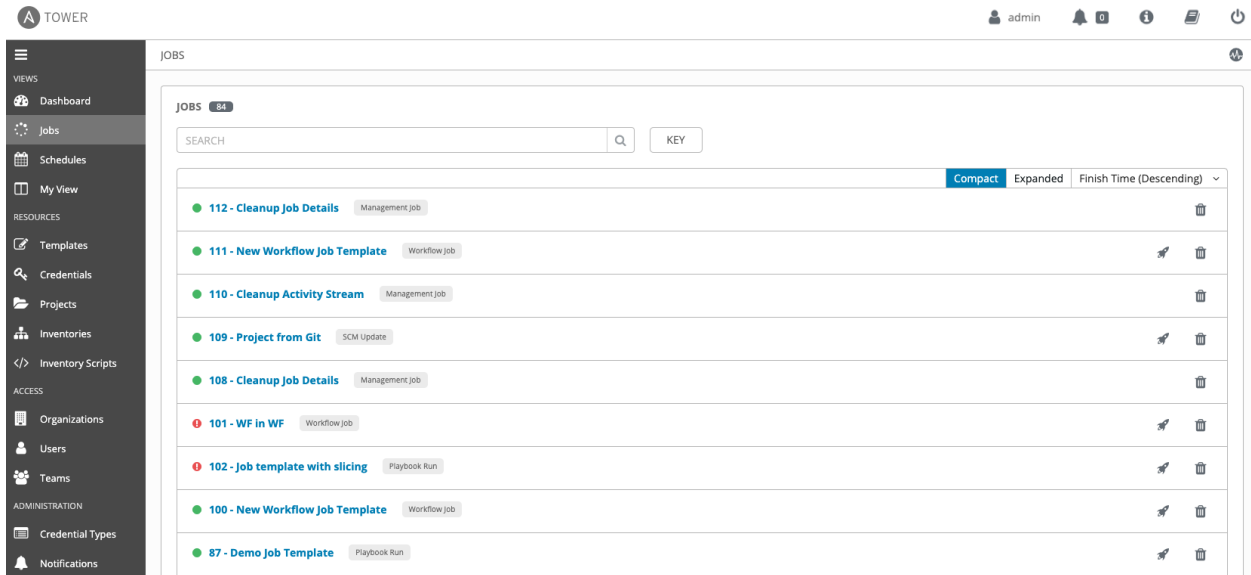 A TOWER
admin 0
JOBS
VIEWS
Dashboard
Jobs
Schedules
My View
RESOURCES
Templates
Credentials
Projects
Inventories
Inventory Scripts
ACCESS
Organizations
Users
Teams
ADMINISTRATION
Credential Types
Notifications
JOBS 84
SEARCH KEY
Compact Expanded Finish Time (Descending)
112 - Cleanup Job Details Management Job
111 - New Workflow Job Template Workflow Job
110 - Cleanup Activity Stream Management Job
109 - Project from Git SCM Update
108 - Cleanup Job Details Management Job
101 - WF in WF Workflow Job
102 - Job template with slicing Playbook Run
100 - New Workflow Job Template Workflow Job
87 - Demo Job Template Playbook Run